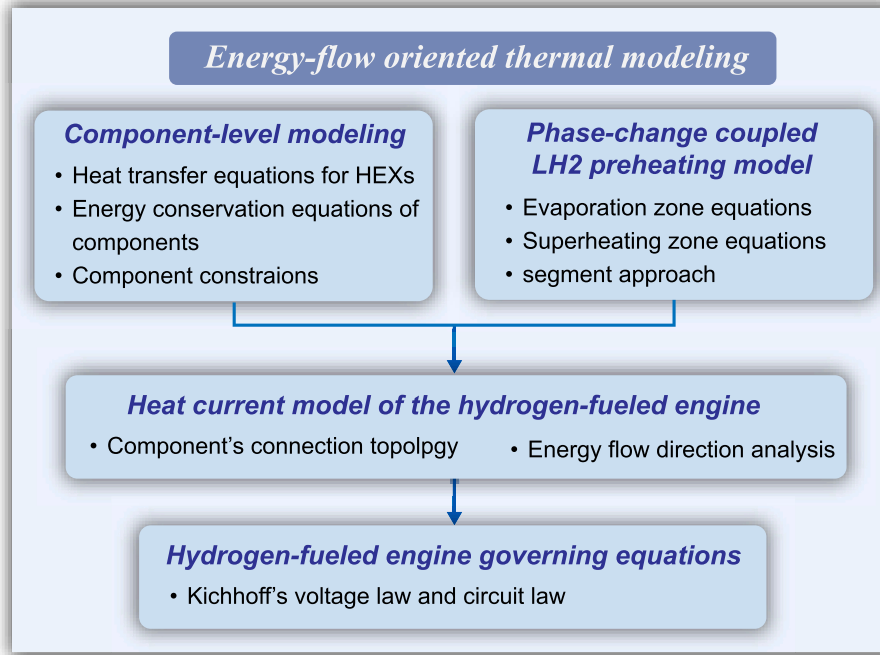 Energy-flow oriented thermal modeling
Component-level modeling
• Heat transfer equations for HEXs
• Energy conservation equations of
components
• Component constraions
Phase-change coupled
LH2 preheating model
• Evaporation zone equations
• Superheating zone equations
• segment approach
Heat current model of the hydrogen-fueled engine
• Component’s connection topolpgy
• Energy flow direction analysis
Hydrogen-fueled engine governing equations
• Kichhoff’s voltage law and circuit law